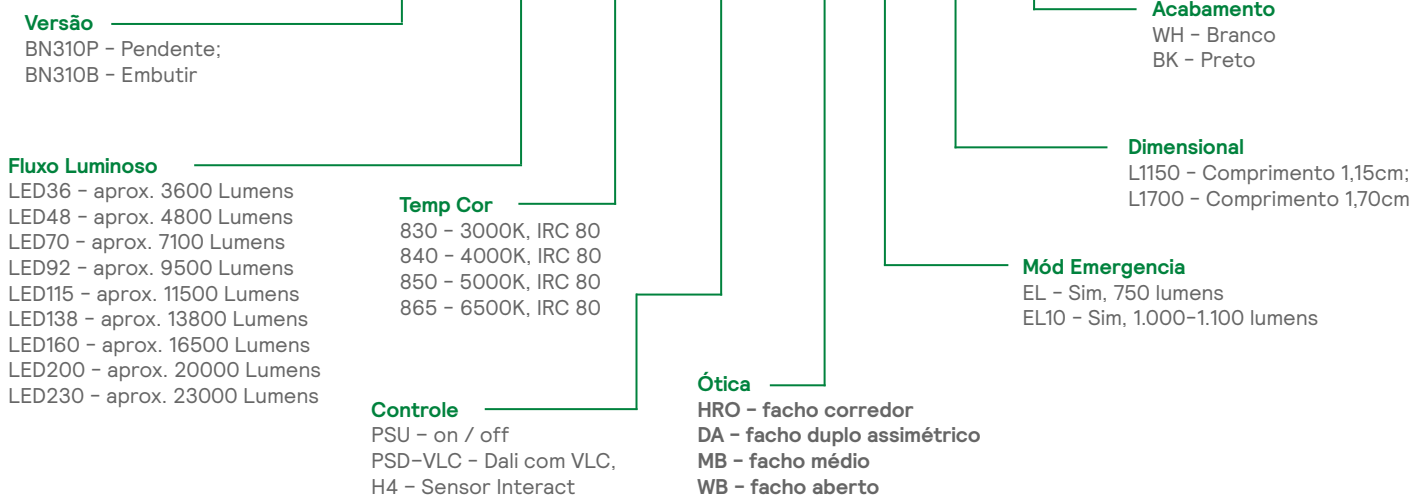 Versão
BN310P - Pendente;
BN310B - Embutir
Acabamento
WH - Branco
BK - Preto
Fluxo Luminoso
LED36 - aprox. 3600 Lumens
LED48 - aprox. 4800 Lumens
LED70 - aprox. 7100 Lumens
LED92 - aprox. 9500 Lumens
LED115 - aprox. 11500 Lumens
LED138 - aprox. 13800 Lumens
LED160 - aprox. 16500 Lumens
LED200 - aprox. 20000 Lumens
LED230 - aprox. 23000 Lumens
Temp Cor
830 - 3000K, IRC 80
840 - 4000K, IRC 80
850 - 5000K, IRC 80
865 - 6500K, IRC 80
Dimensional
L1150 - Comprimento 1,15cm;
L1700 - Comprimento 1,70cm
Mód Emergencia
EL - Sim, 750 lumens
EL10 - Sim, 1.000-1.100 lumens
Controle
PSU - on / off
PSD-VLC - Dali com VLC,
H4 - Sensor Interact
Ótica
HRO - facho corredor
DA - facho duplo assimétrico
MB - facho médio
WB - facho aberto